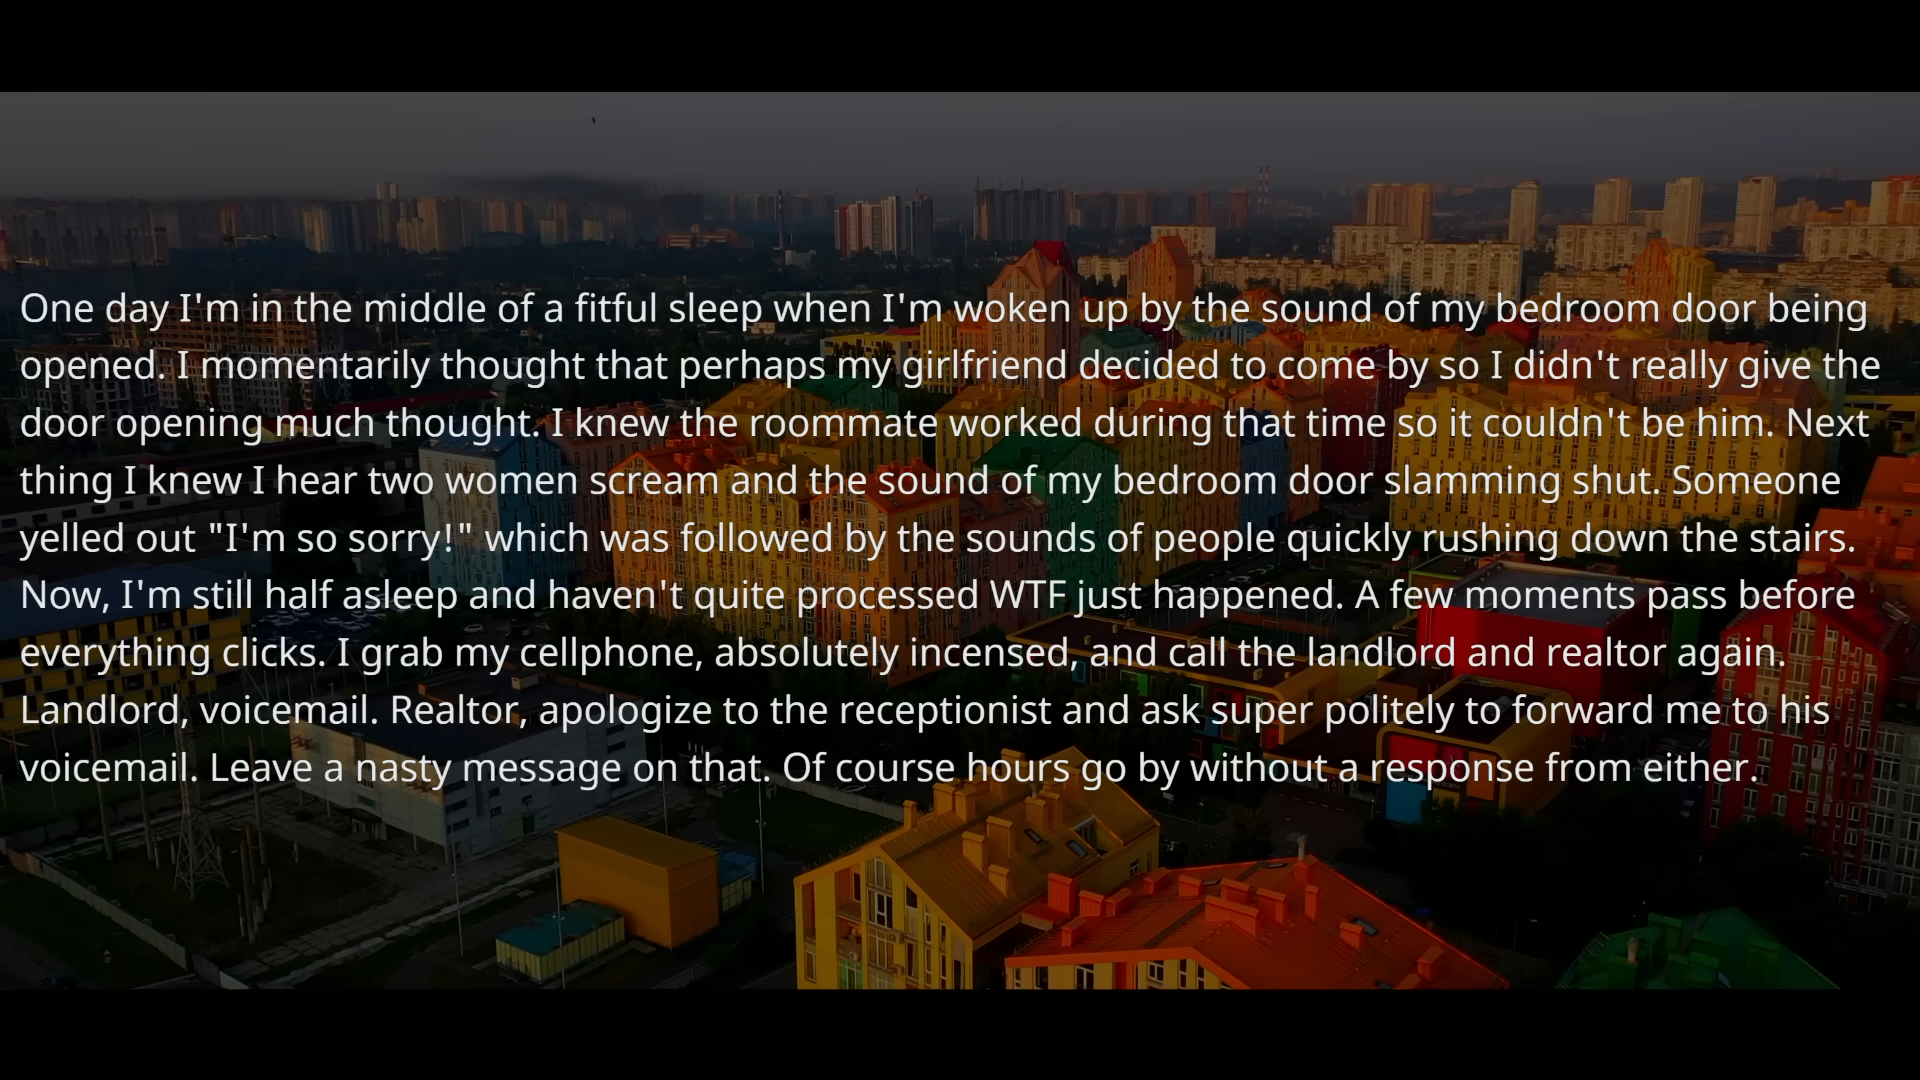 One day I'm in the middle of a fitful sleep when I'm woken up by the sound of my bedroom door being
opened. I momentarily thought that perhaps my girlfriend decided to come by so I didn't really give the
door opening much thought. I knew the roommate worked during that time so it couldn't be him. Next
thing I knew I hear two women scream and the sound of my bedroom door slamming shut. Someone
yelled out "I'm so sorry!" which was followed by the sounds of people quickly rushing down the stairs.
Now, I'm still half asleep and haven't quite processed WTF just happened. A few moments pass before
everything clicks. I grab my cellphone, absolutely incensed, and call the landlord and realtor again.
Landlord, voicemail. Realtor, apologize to the receptionist and ask super politely to forward me to his
voicemail. Leave a nasty message on that. Of course hours go by without a response from either.